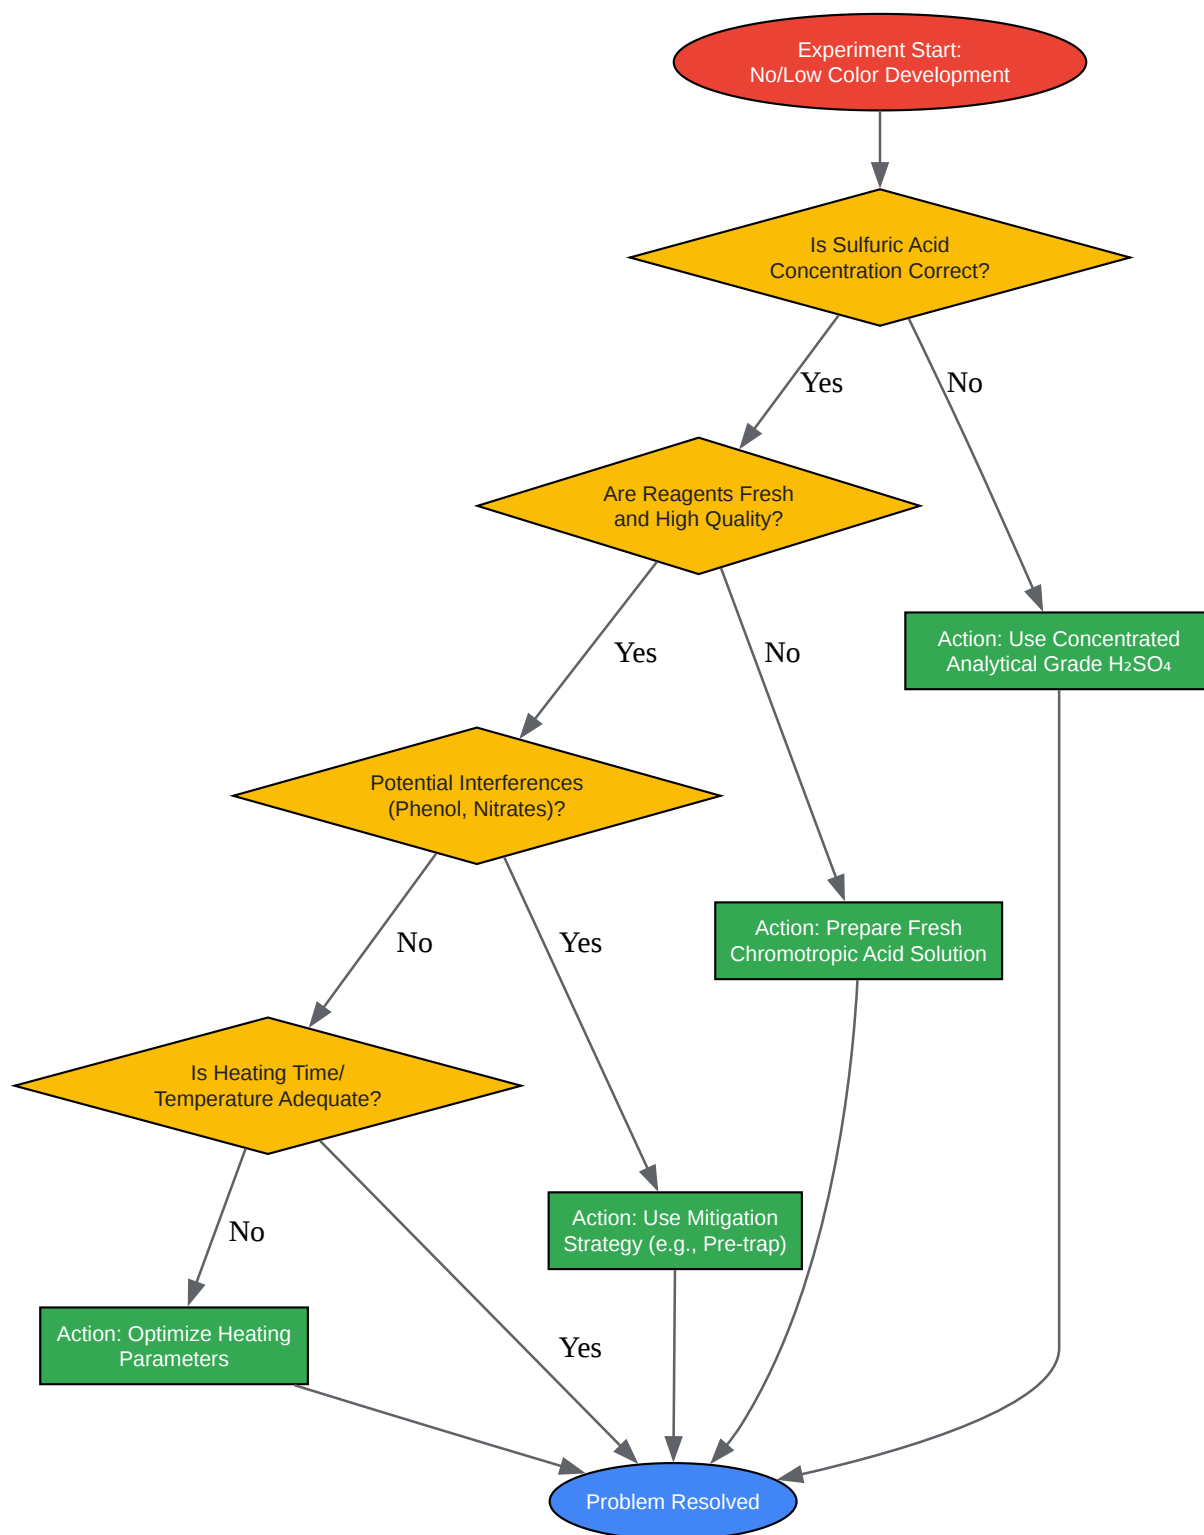 Experiment Start:
No/Low Color Development
Is Sulfuric Acid
Concentration Correct?
Yes
No
Are Reagents Fresh
and High Quality?
Yes
No
Action: Use Concentrated
Analytical Grade H₂SO₄
Potential Interferences
(Phenol, Nitrates)?
No
Yes
Action: Prepare Fresh
Chromotropic Acid Solution
Is Heating Time/
Temperature Adequate?
No
Yes
Action: Use Mitigation
Strategy (e.g., Pre-trap)
Action: Optimize Heating
Parameters
Problem Resolved